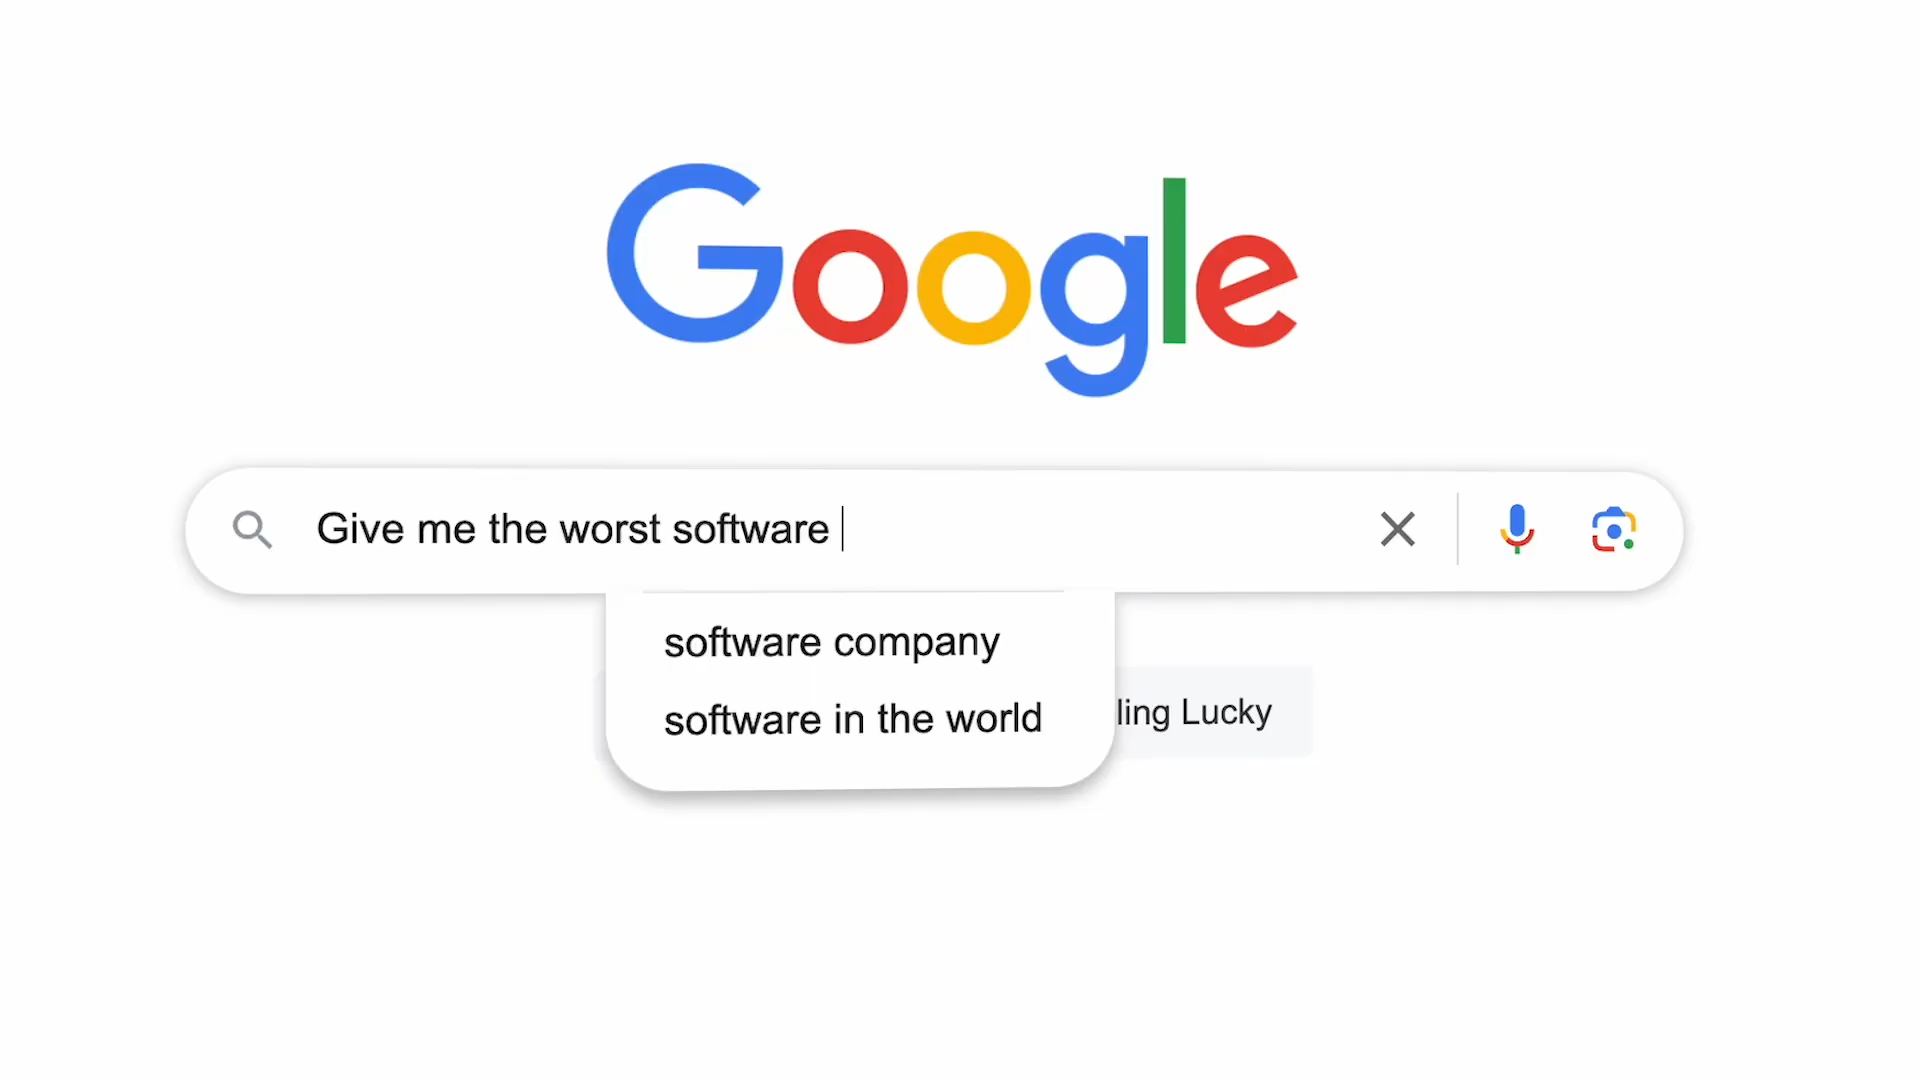 Google
Give me the worst software
software company
software in the world
ling Lucky